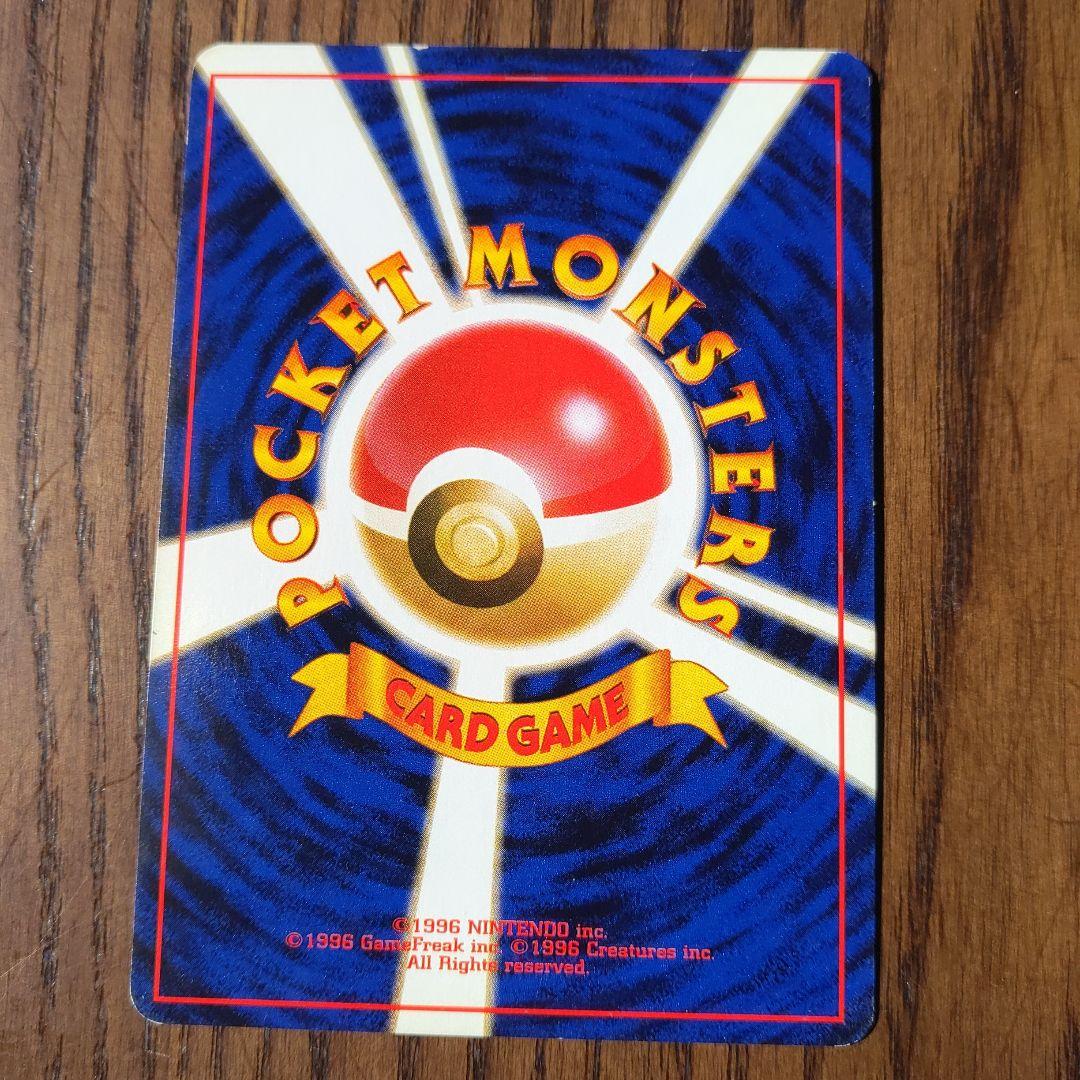 POCKET MONSTERS
CARD GAME
©1996 NINTENDO inc.
©1996 GameFreak inc. ©1996 Creatures inc.
All Rights reserved.